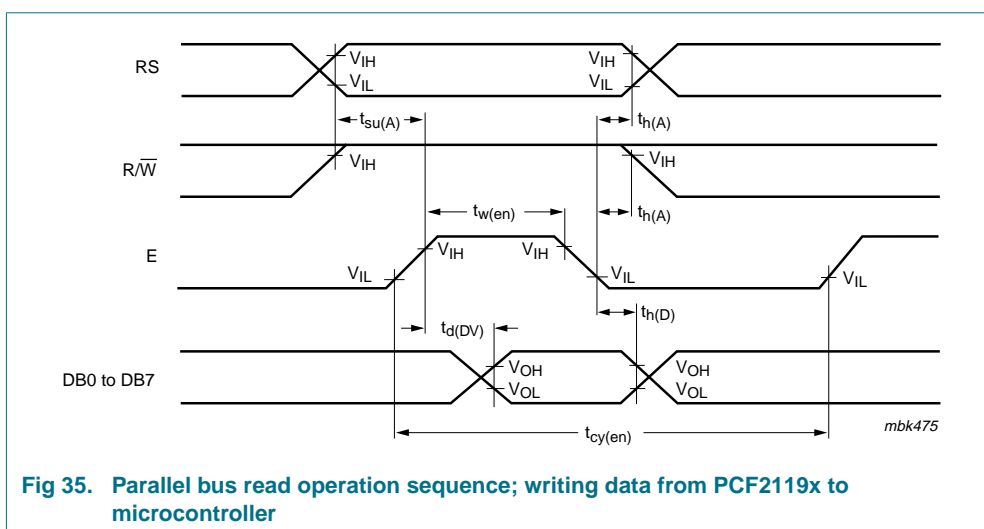 RS
VIH
VIL
VIH
VIL
tsu(A)
th(A)
R/W̅
VIH
VIH
tw(en)
th(A)
E
VIL
VIH
VIH
VIL
VIL
td(DV)
th(D)
DB0 to DB7
VOH
VOL
VOH
VOL
tcy(en)
mbk475
Fig 35. Parallel bus read operation sequence; writing data from PCF2119x to
microcontroller